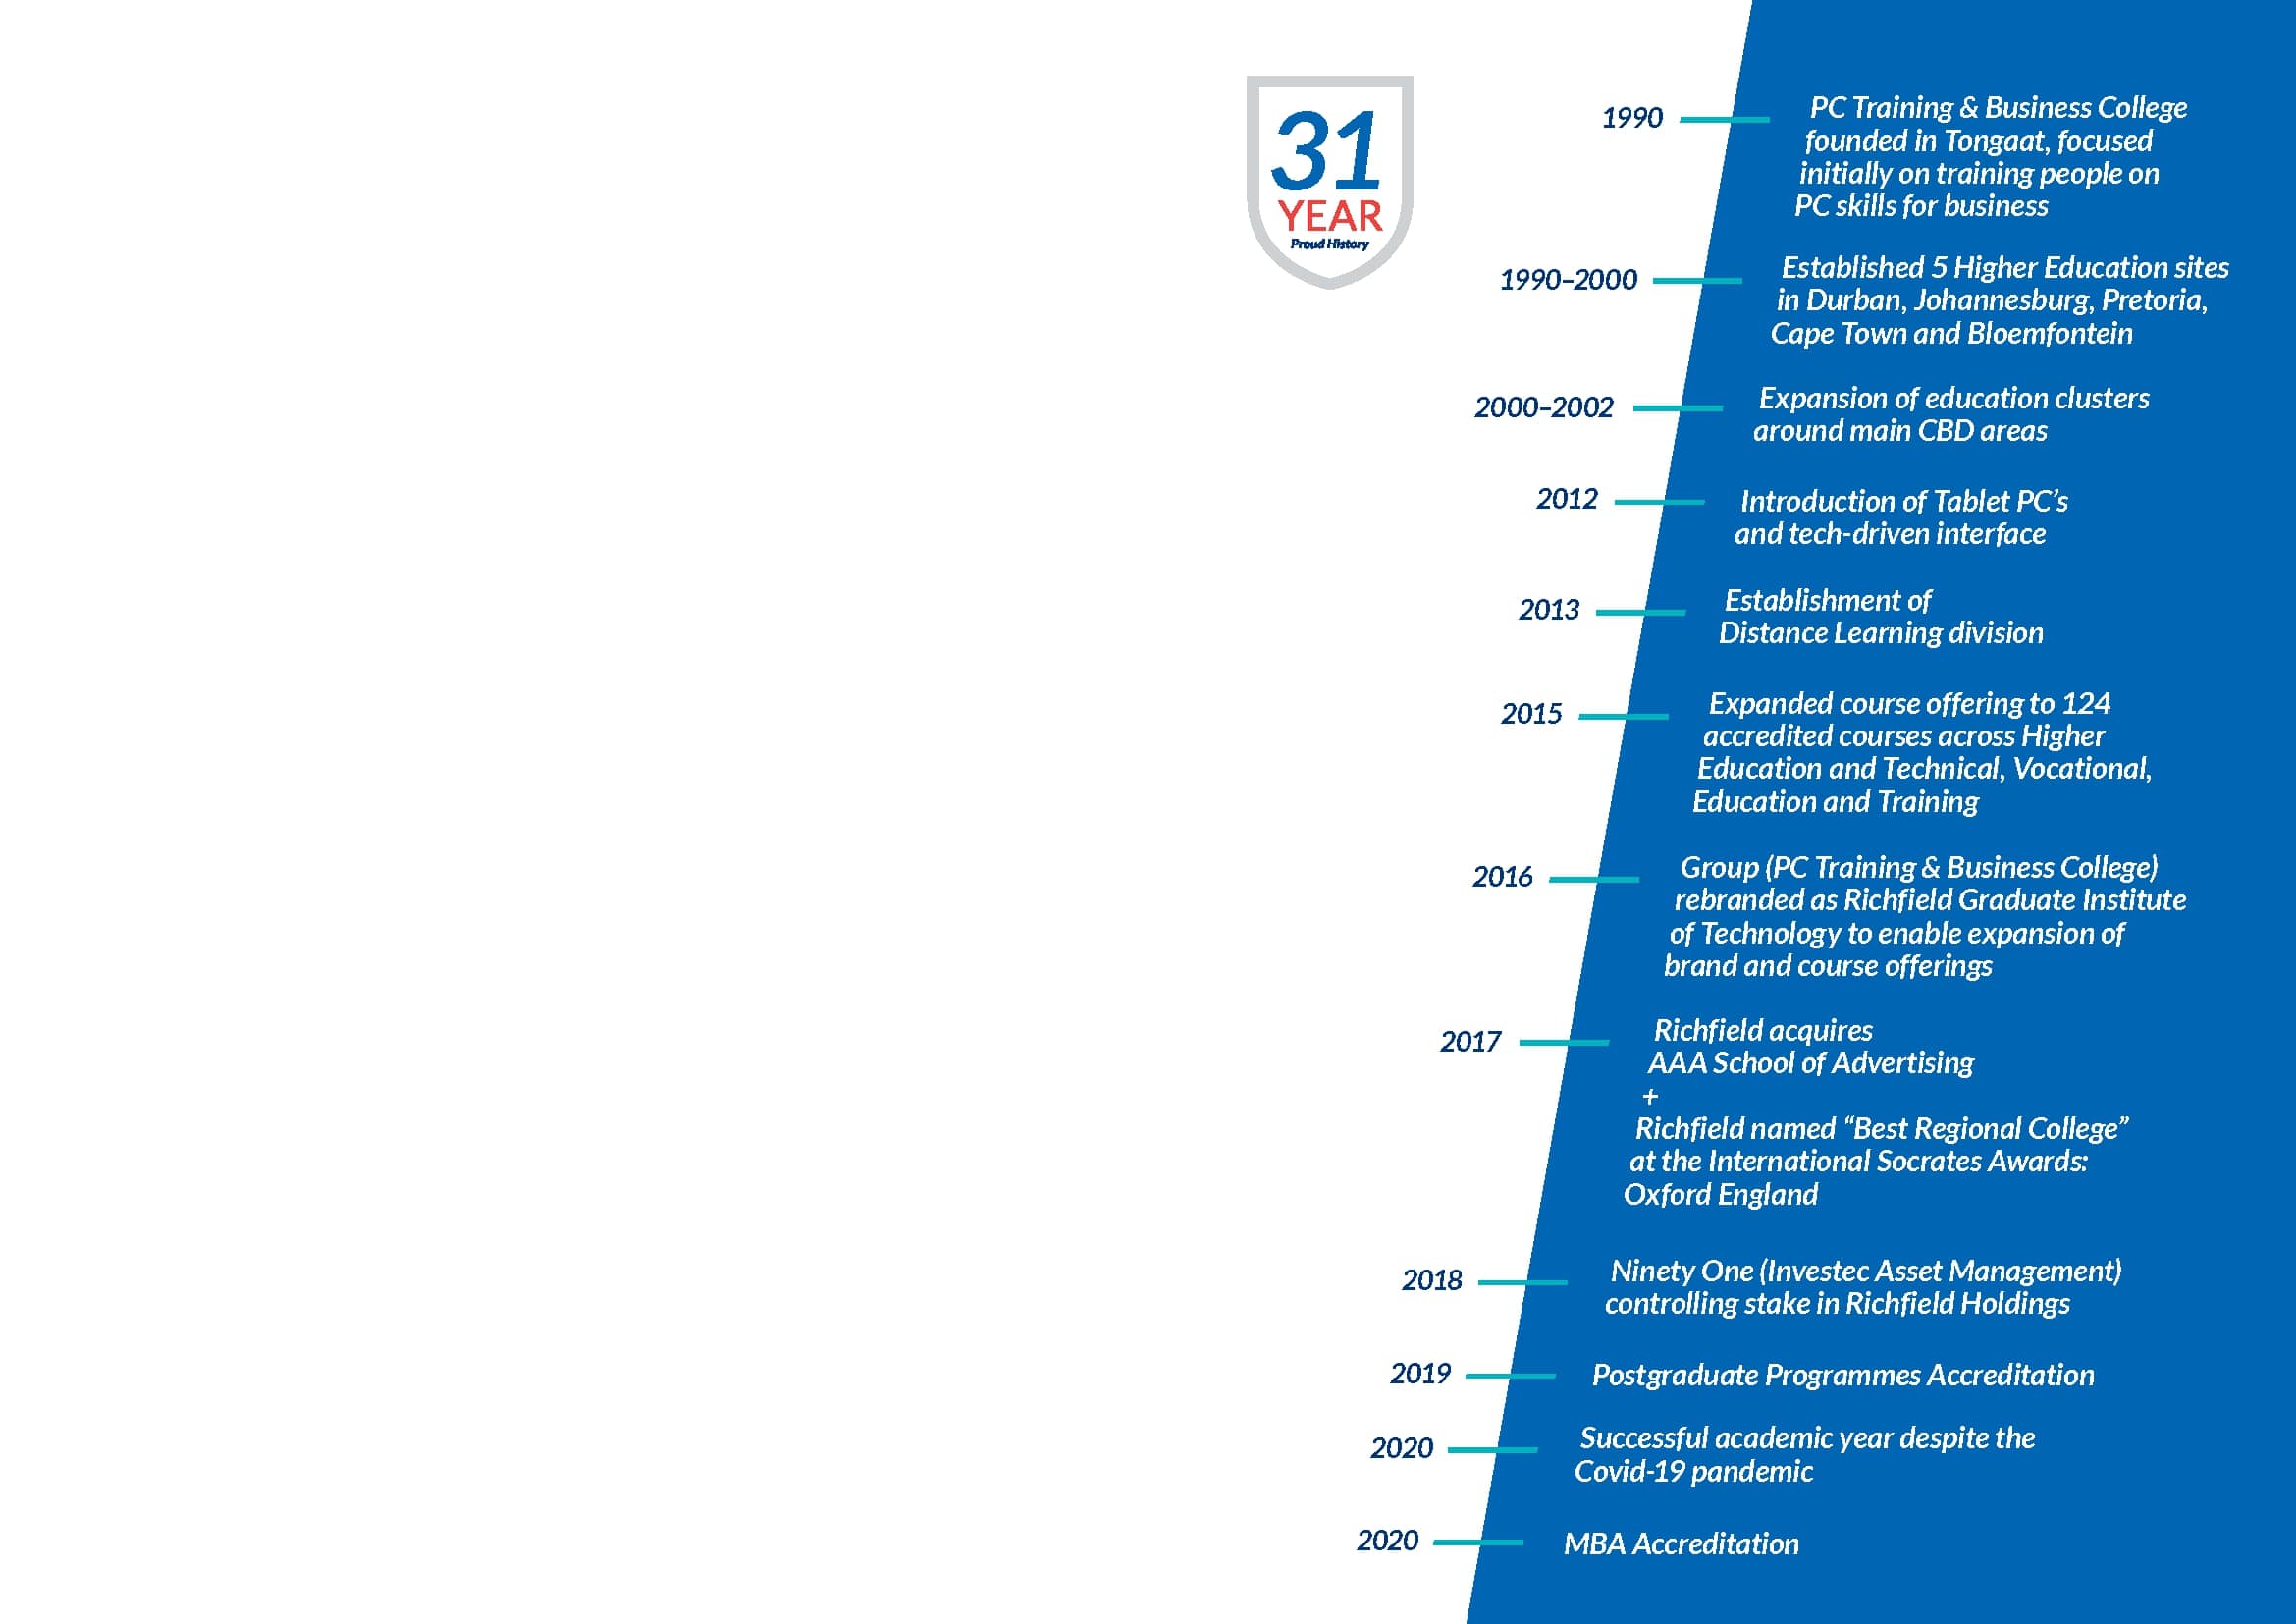 31
YEAR
Proud History
1990
PC Training & Business College
founded in Tongaat, focused
initially on training people on
PC skills for business
1990–2000
Established 5 Higher Education sites
in Durban, Johannesburg, Pretoria,
Cape Town and Bloemfontein
2000–2002
Expansion of education clusters
around main CBD areas
2012
Introduction of Tablet PC’s
and tech-driven interface
2013
Establishment of
Distance Learning division
2015
Expanded course offering to 124
accredited courses across Higher
Education and Technical, Vocational,
Education and Training
2016
Group (PC Training & Business College)
rebranded as Richfield Graduate Institute
of Technology to enable expansion of
brand and course offerings
2017
Richfield acquires
AAA School of Advertising
+
Richfield named “Best Regional College”
at the International Socrates Awards:
Oxford England
2018
Ninety One (Investec Asset Management)
controlling stake in Richfield Holdings
2019
Postgraduate Programmes Accreditation
2020
Successful academic year despite the
Covid-19 pandemic
2020
MBA Accreditation